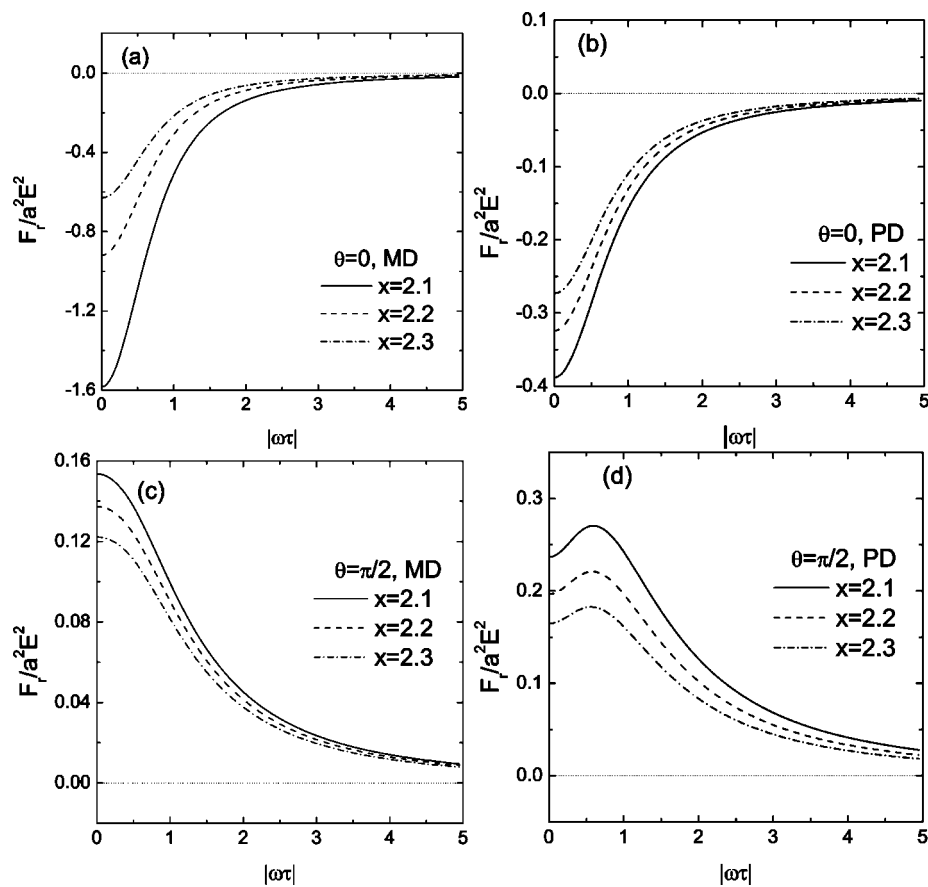 (a)
0.0
-0.4
-0.8
-1.2
-1.6
F_r/a²E²
θ=0, MD
x=2.1
x=2.2
x=2.3
0 1 2 3 4 5
|ωτ|
(b)
0.1
0.0
-0.1
-0.2
-0.3
-0.4
F_r/a²E²
θ=0, PD
x=2.1
x=2.2
x=2.3
0 1 2 3 4 5
|ωτ|
(c)
0.16
0.12
0.08
0.04
0.00
F_r/a²E²
θ=π/2, MD
x=2.1
x=2.2
x=2.3
0 1 2 3 4 5
|ωτ|
(d)
0.3
0.2
0.1
0.0
F_r/a²E²
θ=π/2, PD
x=2.1
x=2.2
x=2.3
0 1 2 3 4 5
|ωτ|